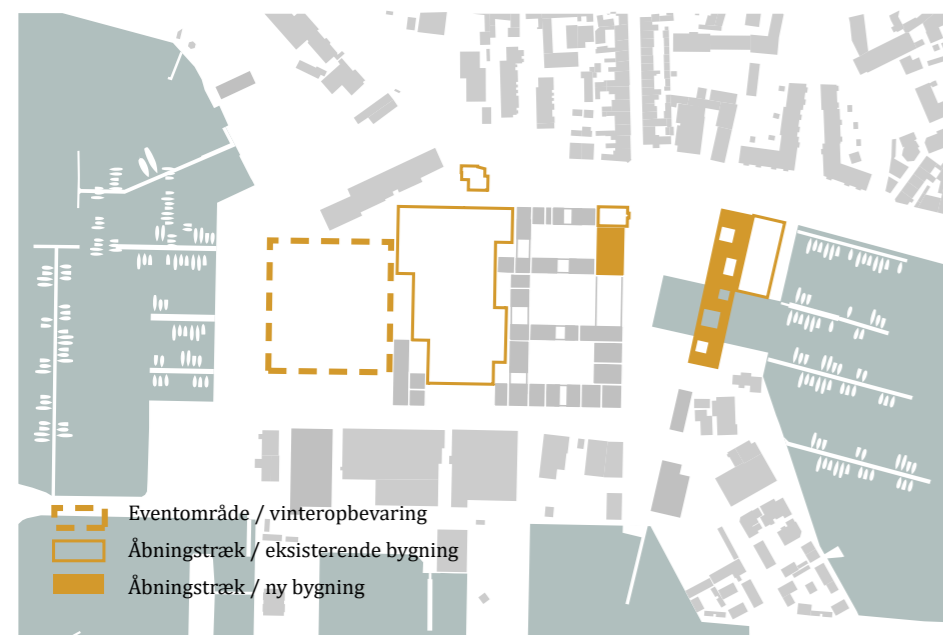 Eventområde / vinteropbevaring
Åbningstræk / eksisterende bygning
Åbningstræk / ny bygning